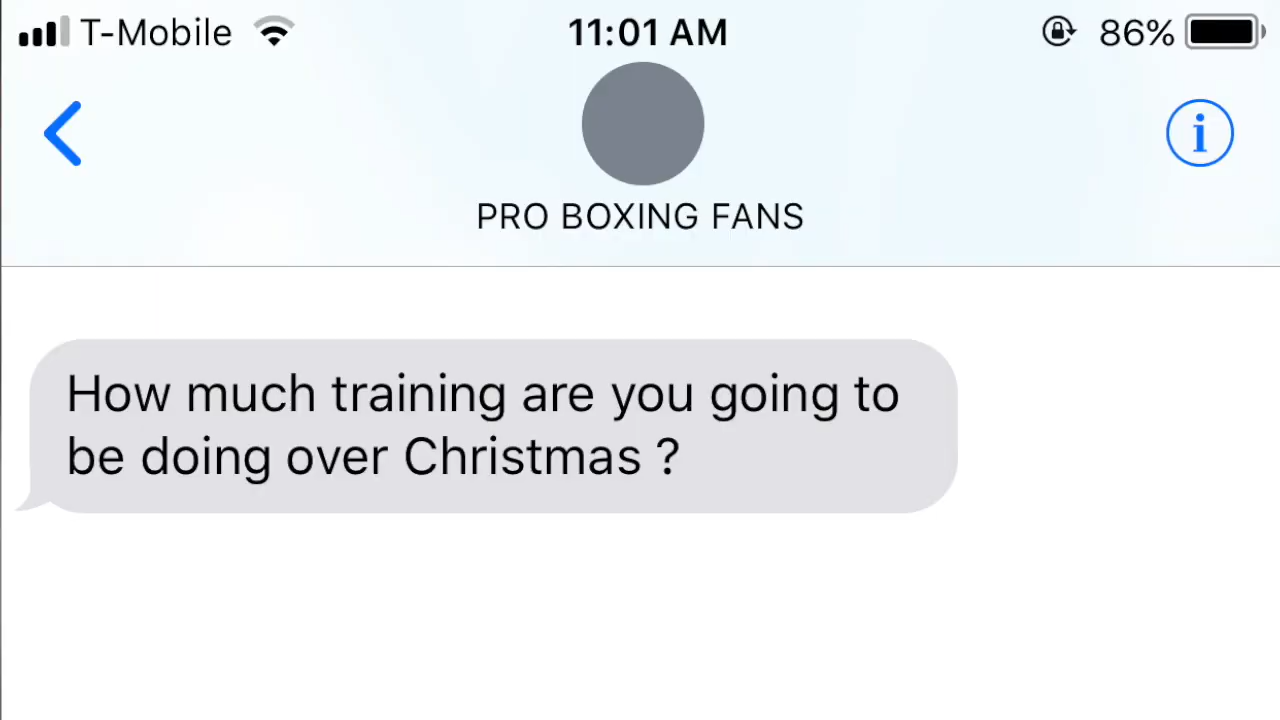 T-Mobile 11:01 AM 86%
i
PRO BOXING FANS
How much training are you going to
be doing over Christmas ?